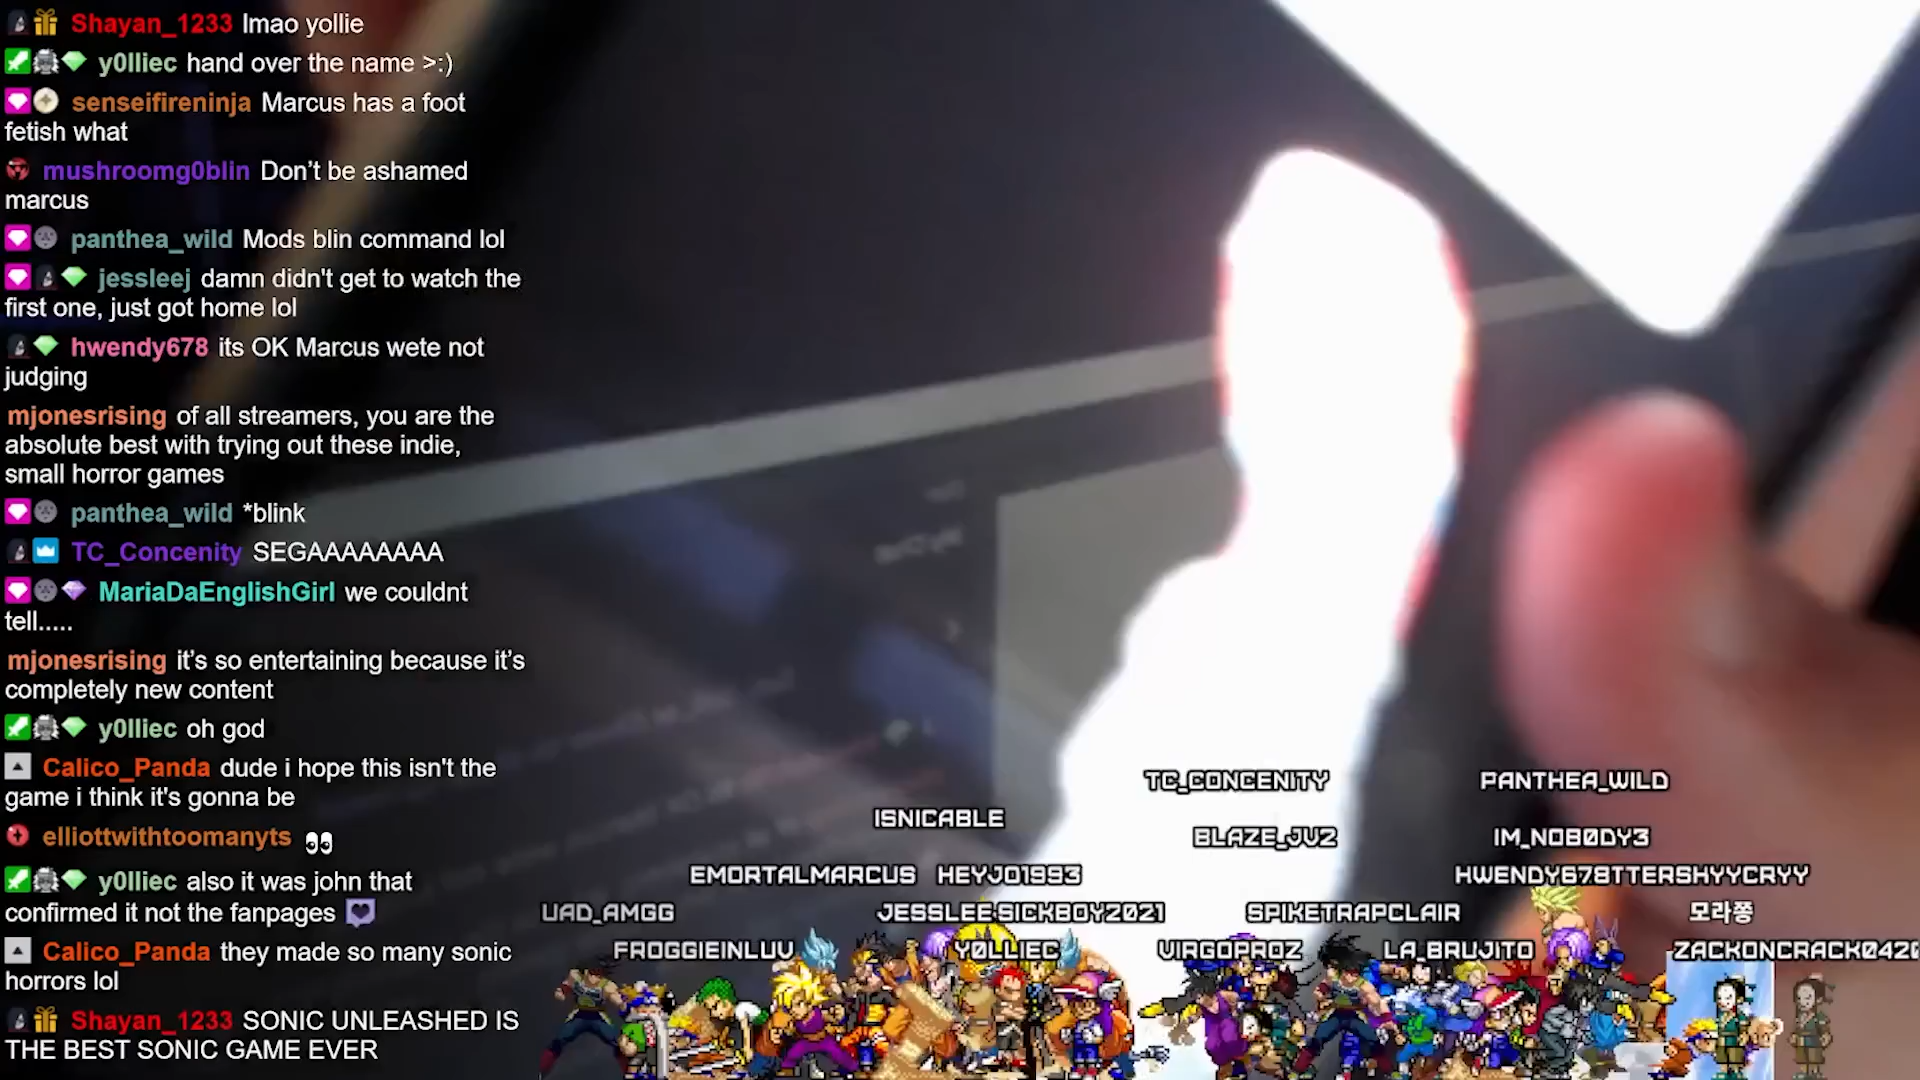 Shayan_1233 lmao yollie
y0lliec hand over the name >:)
senseifireninja Marcus has a foot
fetish what
mushroomg0blin Don't be ashamed
marcus
panthea_wild Mods blin command lol
jessleej damn didn't get to watch the
first one, just got home lol
hwendy678 its OK Marcus wete not
judging
mjonesrising of all streamers, you are the
absolute best with trying out these indie,
small horror games
panthea_wild *blink
TC_Concenity SEGAAAAAAAA
MariaDaEnglishGirl we couldnt
tell.....
mjonesrising it's so entertaining because it's
completely new content
y0lliec oh god
Calico_Panda dude i hope this isn't the
game i think it's gonna be
elliottwithtoomanyts 👀
y0lliec also it was john that
confirmed it not the fanpages
Calico_Panda they made so many sonic
horrors lol
Shayan_1233 SONIC UNLEASHED IS
THE BEST SONIC GAME EVER
TC_CONCENITY PANTHEA_WILD
ISNICABLE
BLAZE_JV2 IM_NOB0DY3
EMORTALMARCUS HEYJO1993 HWENDY678TTERSHYYCRYY
UAD_AMGG JESSLEE SICKBOY2021 SPIKETRAPCLAIR 모라쫑
FROGGIEINLUV Y0LLIEC VIRGOPROZ LA_BRUJITO ZACKONCRACK0420